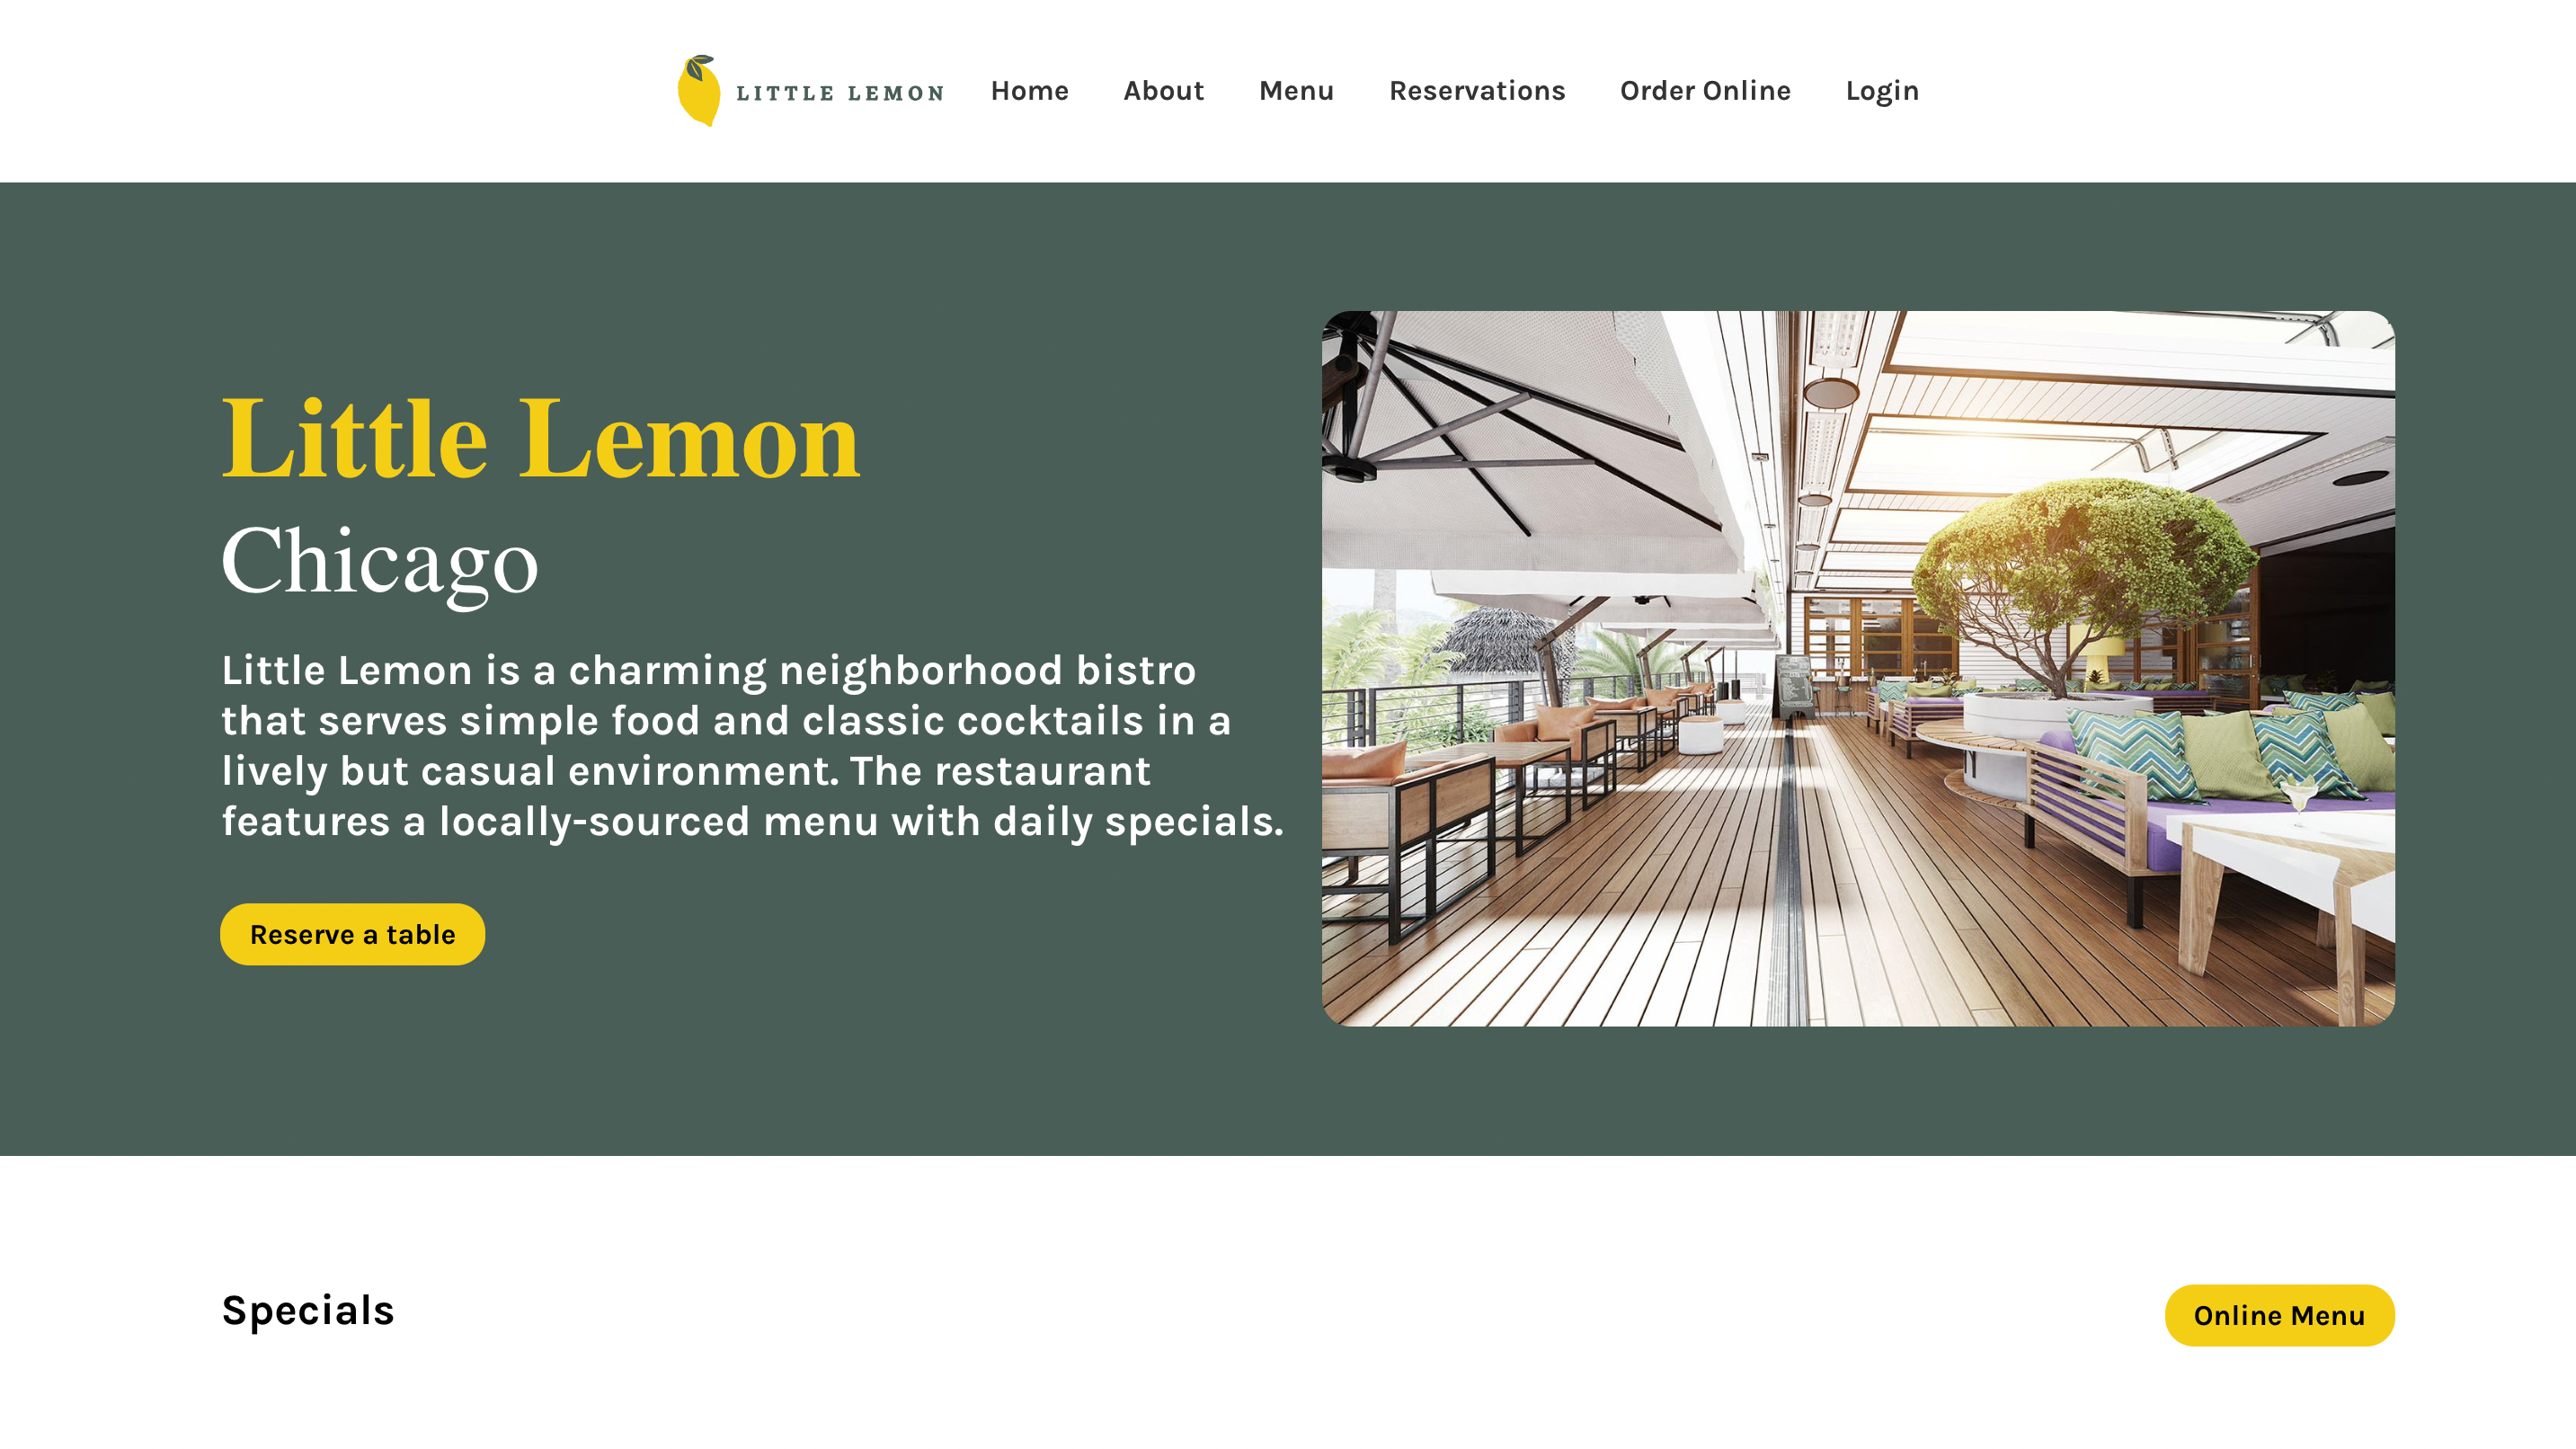 LITTLE LEMON
Home
About
Menu
Reservations
Order Online
Login
Little Lemon
Chicago
Little Lemon is a charming neighborhood bistro
that serves simple food and classic cocktails in a
lively but casual environment. The restaurant
features a locally-sourced menu with daily specials.
Reserve a table
Specials
Online Menu